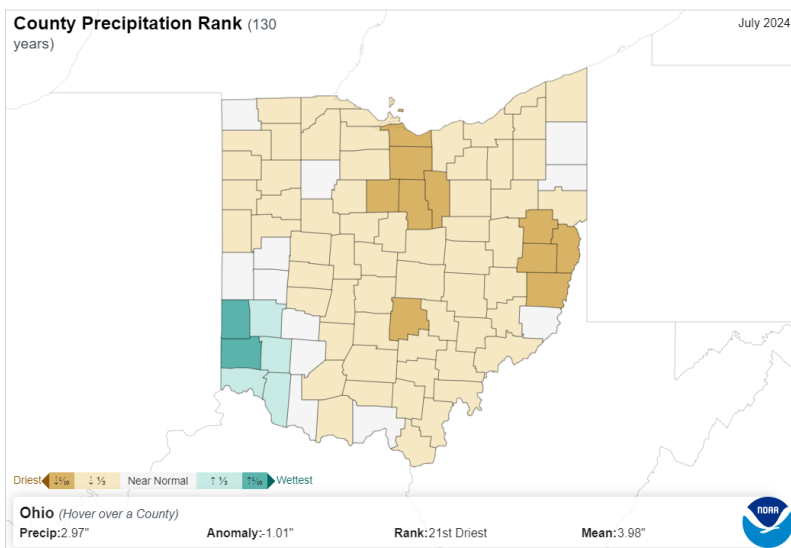 County Precipitation Rank (130
years)
July 2024
Driest ↓⅒ ↓ ⅓ Near Normal ↑ ⅓ ↑⅒ Wettest
Ohio (Hover over a County)
Precip:2.97" Anomaly:-1.01" Rank:21st Driest Mean:3.98"
NOAA